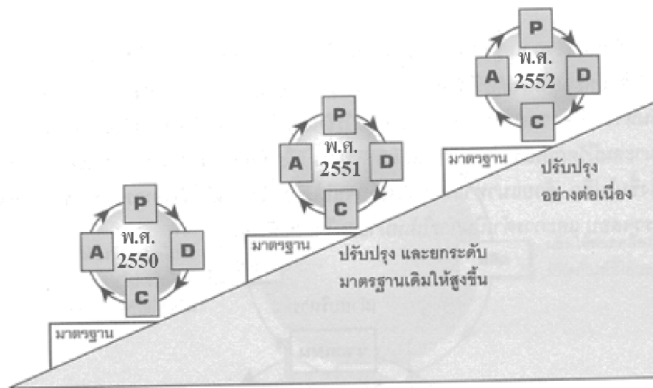 P
พ.ศ.
2552
A
D
C
P
พ.ศ.
2551
A
D
C
มาตรฐาน
ปรับปรุง
อย่างต่อเนื่อง
P
พ.ศ.
2550
A
D
C
มาตรฐาน
ปรับปรุง และยกระดับ
มาตรฐานเดิมให้สูงขึ้น
มาตรฐาน